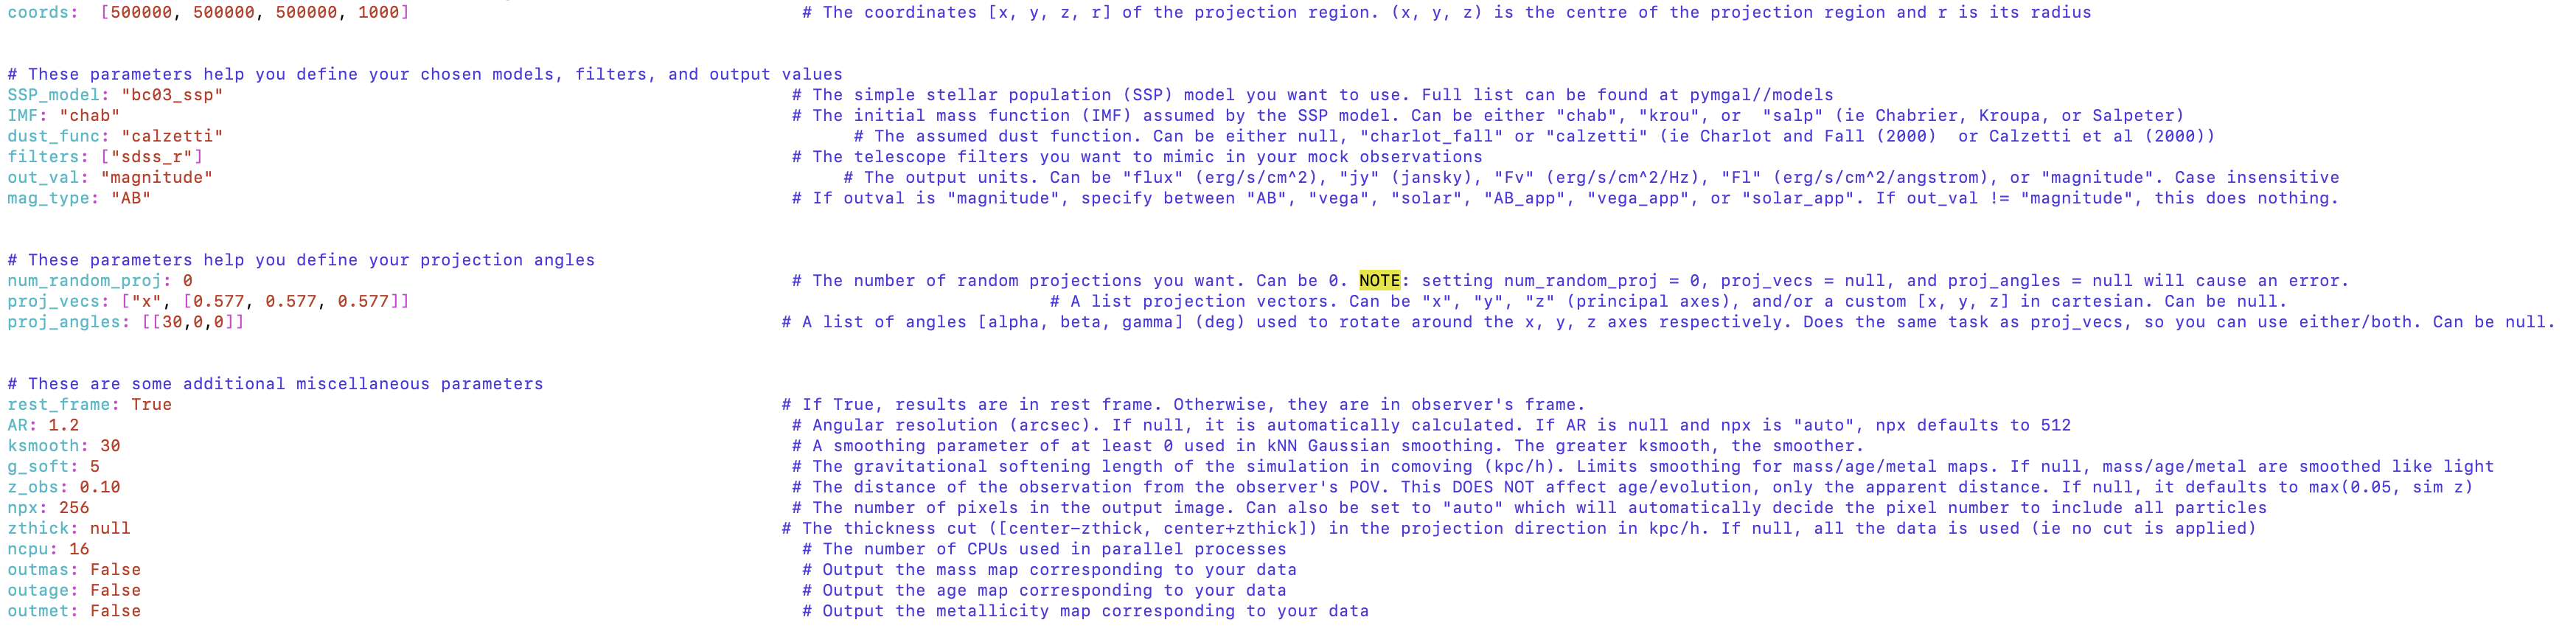 coords:  [500000, 500000, 500000, 1000]                                      # The coordinates [x, y, z, r] of the projection region. (x, y, z) is the centre of the projection region and r is its radius
# These parameters help you define your chosen models, filters, and output values
SSP_model: "bc03_ssp"                                                       # The simple stellar population (SSP) model you want to use. Full list can be found at pymgal//models
IMF: "chab"                                                                 # The initial mass function (IMF) assumed by the SSP model. Can be either "chab", "krou", or  "salp" (ie Chabrier, Kroupa, or Salpeter)
dust_func: "calzetti"                                                             # The assumed dust function. Can be either null, "charlot_fall" or "calzetti" (ie Charlot and Fall (2000)  or Calzetti et al (2000))
filters: ["sdss_r"]                                                         # The telescope filters you want to mimic in your mock observations
out_val: "magnitude"                                                             # The output units. Can be "flux" (erg/s/cm^2), "jy" (jansky), "Fv" (erg/s/cm^2/Hz), "Fl" (erg/s/cm^2/angstrom), or "magnitude". Case insensitive
mag_type: "AB"                                                              # If outval is "magnitude", specify between "AB", "vega", "solar", "AB_app", "vega_app", or "solar_app". If out_val != "magnitude", this does nothing.
# These parameters help you define your projection angles
num_random_proj: 0                                                          # The number of random projections you want. Can be 0. NOTE: setting num_random_proj = 0, proj_vecs = null, and proj_angles = null will cause an error.
proj_vecs: ["x", [0.577, 0.577, 0.577]]                                                              # A list projection vectors. Can be "x", "y", "z" (principal axes), and/or a custom [x, y, z] in cartesian. Can be null.
proj_angles: [[30,0,0]]                                                    # A list of angles [alpha, beta, gamma] (deg) used to rotate around the x, y, z axes respectively. Does the same task as proj_vecs, so you can use either/both. Can be null.
# These are some additional miscellaneous parameters
rest_frame: True                                                           # If True, results are in rest frame. Otherwise, they are in observer's frame.
AR: 1.2                                                                     # Angular resolution (arcsec). If null, it is automatically calculated. If AR is null and npx is "auto", npx defaults to 512
ksmooth: 30                                                                 # A smoothing parameter of at least 0 used in kNN Gaussian smoothing. The greater ksmooth, the smoother.
g_soft: 5                                                                   # The gravitational softening length of the simulation in comoving (kpc/h). Limits smoothing for mass/age/metal maps. If null, mass/age/metal are smoothed like light
z_obs: 0.10                                                                 # The distance of the observation from the observer's POV. This DOES NOT affect age/evolution, only the apparent distance. If null, it defaults to max(0.05, sim z)
npx: 256                                                                    # The number of pixels in the output image. Can also be set to "auto" which will automatically decide the pixel number to include all particles
zthick: null                                                               # The thickness cut ([center-zthick, center+zthick]) in the projection direction in kpc/h. If null, all the data is used (ie no cut is applied)
ncpu: 16                                                                     # The number of CPUs used in parallel processes
outmas: False                                                                # Output the mass map corresponding to your data
outage: False                                                                # Output the age map corresponding to your data
outmet: False                                                                # Output the metallicity map corresponding to your data